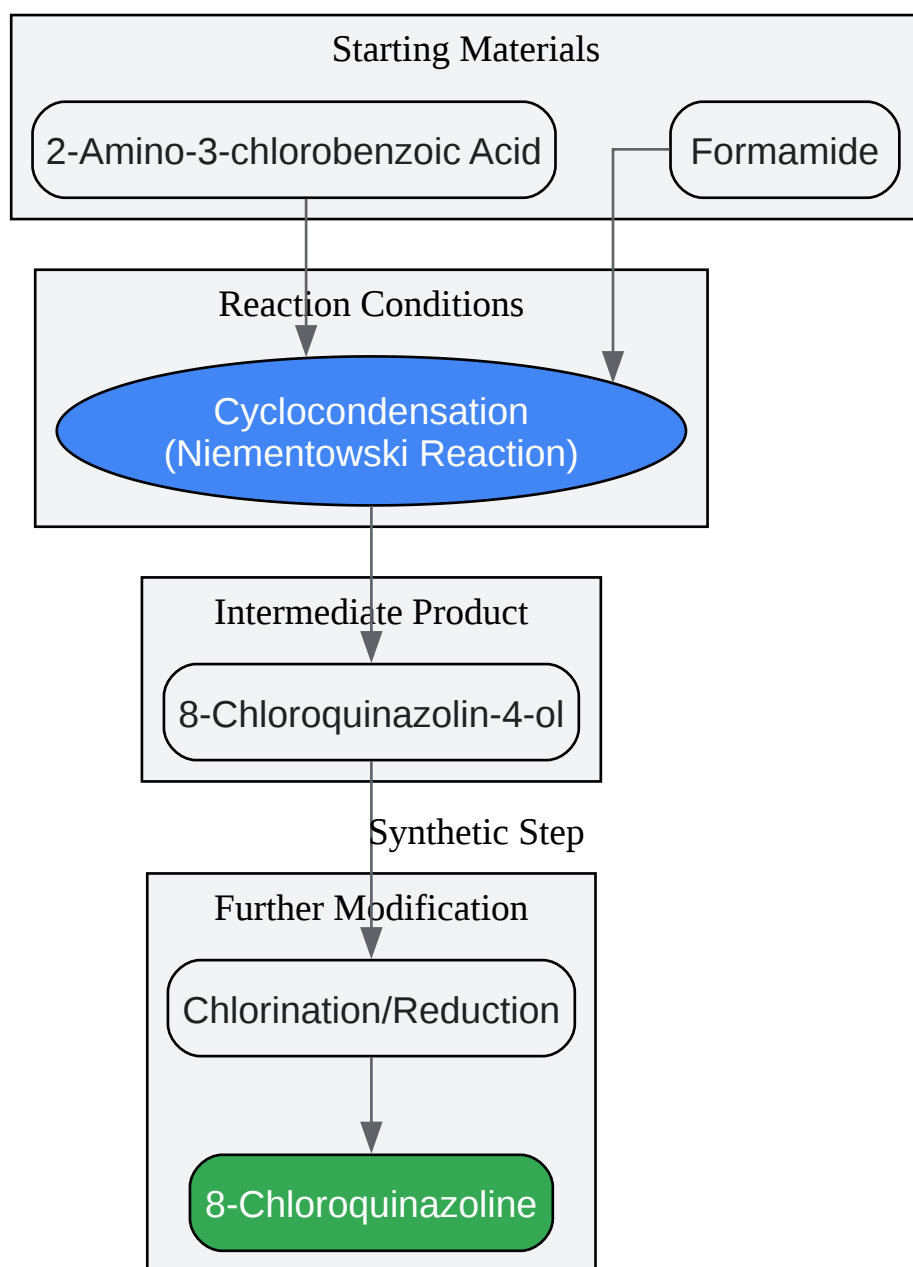 Starting Materials
2-Amino-3-chlorobenzoic Acid
Formamide
Reaction Conditions
Cyclocondensation
(Niementowski Reaction)
Intermediate Product
8-Chloroquinazolin-4-ol
Synthetic Step
Further Modification
Chlorination/Reduction
8-Chloroquinazoline